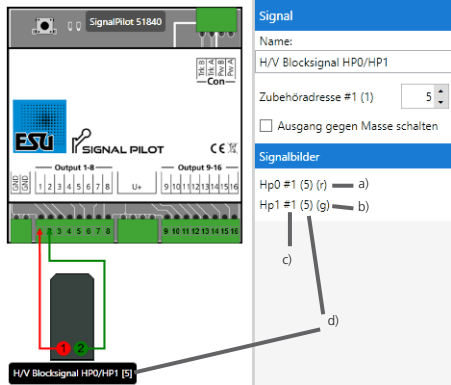 SignalPilot 51840
Trk B
Trk A
Pwr B
Pwr A
Con
ESU
SIGNAL PILOT
CE
Output 1-8
Output 9-16
GND
GND
1 2 3 4 5 6 7 8
U+
9 10 11 12 13 14 15 16
1 2 3 4 5 6 7 8
9 10 11 12 13 14 15 16
1 2
H/V Blocksignal HP0/HP1 [5]
Signal
Name:
H/V Blocksignal HP0/HP1
Zubehöradresse #1 (1)
5
Ausgang gegen Masse schalten
Signalbilder
Hp0 #1 (5) (r)
a)
Hp1 #1 (5) (g)
b)
c)
d)